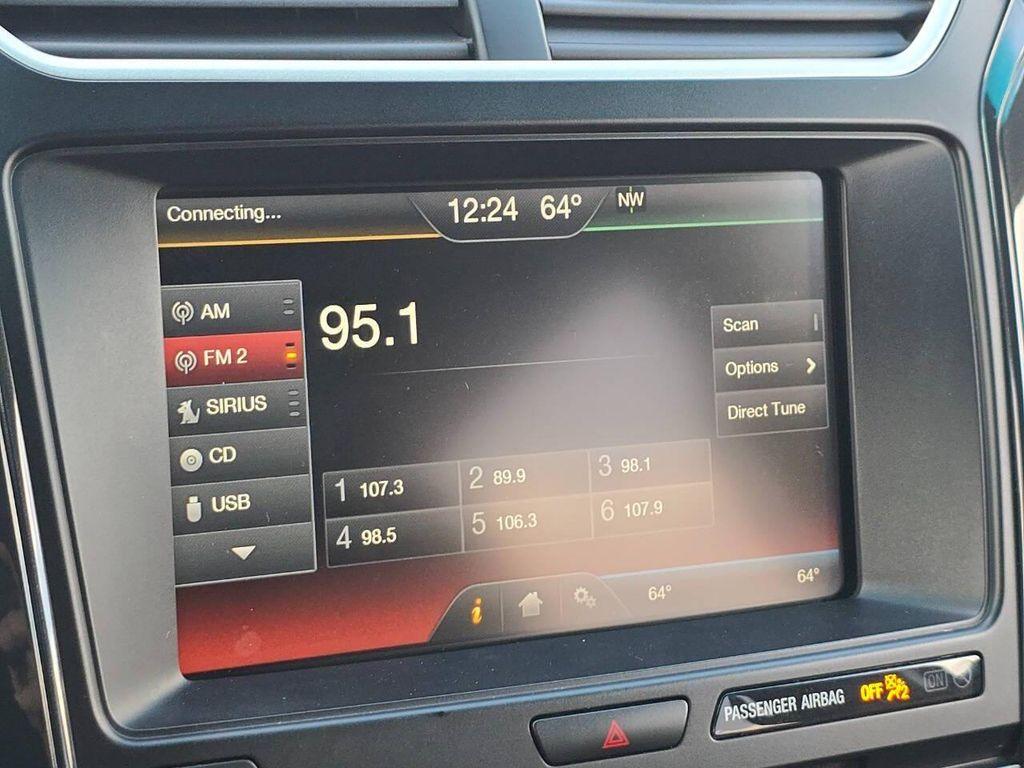 Connecting...
12:24 64° NW
AM
FM 2
SIRIUS
CD
USB
95.1
Scan
Options
Direct Tune
1 107.3 2 89.9 3 98.1
4 98.5 5 106.3 6 107.9
i 64° 64°
PASSENGER AIRBAG OFF 2 ON